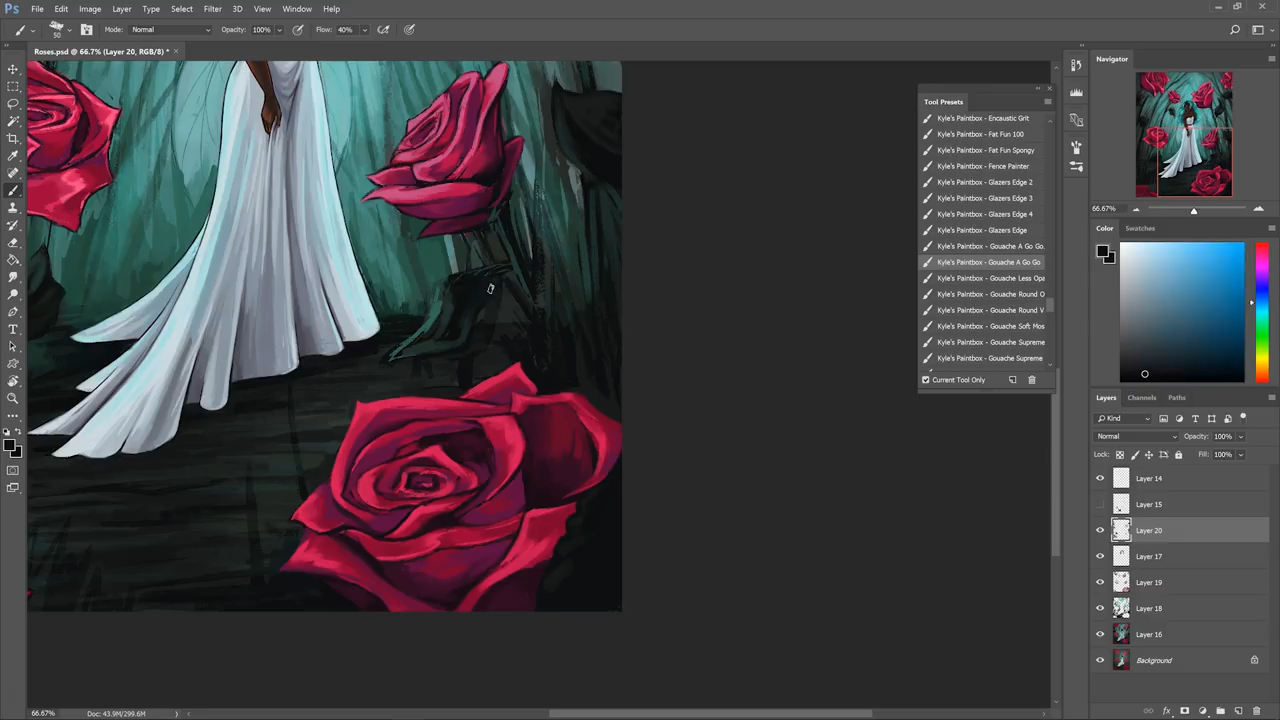 Ps File Edit Image Layer Type Select Filter 3D View Window Help
50 Mode: Normal Opacity: 100% Flow: 40%
Roses.psd @ 66.7% (Layer 20, RGB/8) * ×
Navigator
66.67%
Tool Presets
Kyle's Paintbox - Encaustic Grit
Kyle's Paintbox - Fat Fun 100
Kyle's Paintbox - Fat Fun Spongy
Kyle's Paintbox - Fence Painter
Kyle's Paintbox - Glazers Edge 2
Kyle's Paintbox - Glazers Edge 3
Kyle's Paintbox - Glazers Edge 4
Kyle's Paintbox - Glazers Edge
Kyle's Paintbox - Gouache A Go Go.
Kyle's Paintbox - Gouache A Go Go
Kyle's Paintbox - Gouache Less Opa
Kyle's Paintbox - Gouache Round O
Kyle's Paintbox - Gouache Round V
Kyle's Paintbox - Gouache Soft Mos
Kyle's Paintbox - Gouache Supreme
Kyle's Paintbox - Gouache Supreme
Current Tool Only
Color Swatches
Layers Channels Paths
Kind
Normal Opacity: 100%
Lock: Fill: 100%
Layer 14
Layer 15
Layer 20
Layer 17
Layer 19
Layer 18
Layer 16
Background
fx
66.67% Doc: 43.9M/299.6M